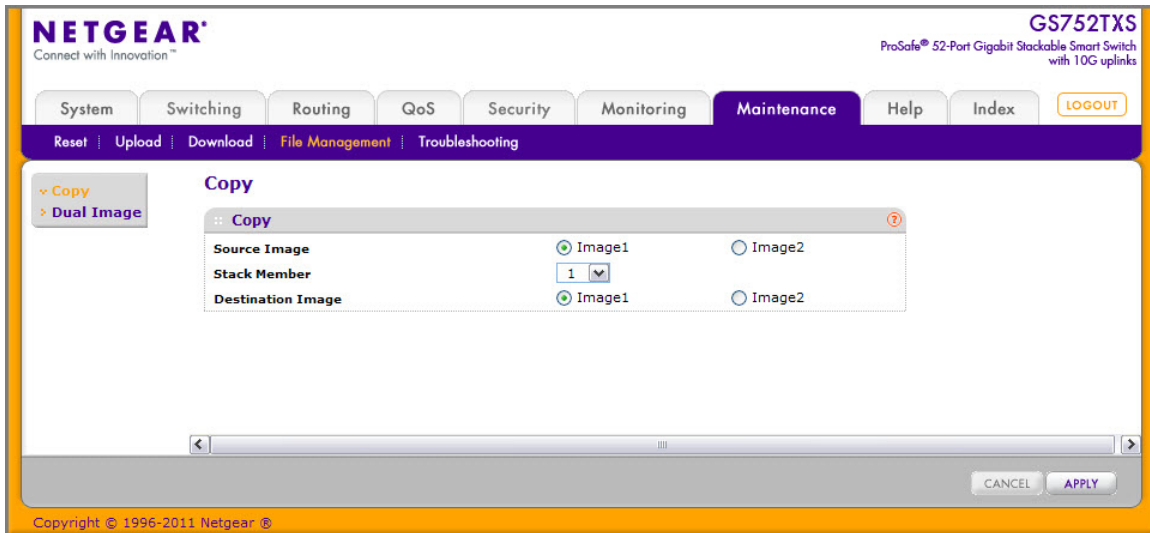 NETGEAR®
Connect with Innovation™
GS752TXS
ProSafe® 52-Port Gigabit Stackable Smart Switch
with 10G uplinks
System Switching Routing QoS Security Monitoring Maintenance Help Index LOGOUT
Reset Upload Download File Management Troubleshooting
Copy
Dual Image
Copy
Copy ?
Source Image Image1 Image2
Stack Member 1
Destination Image Image1 Image2
CANCEL APPLY
Copyright © 1996-2011 Netgear ®